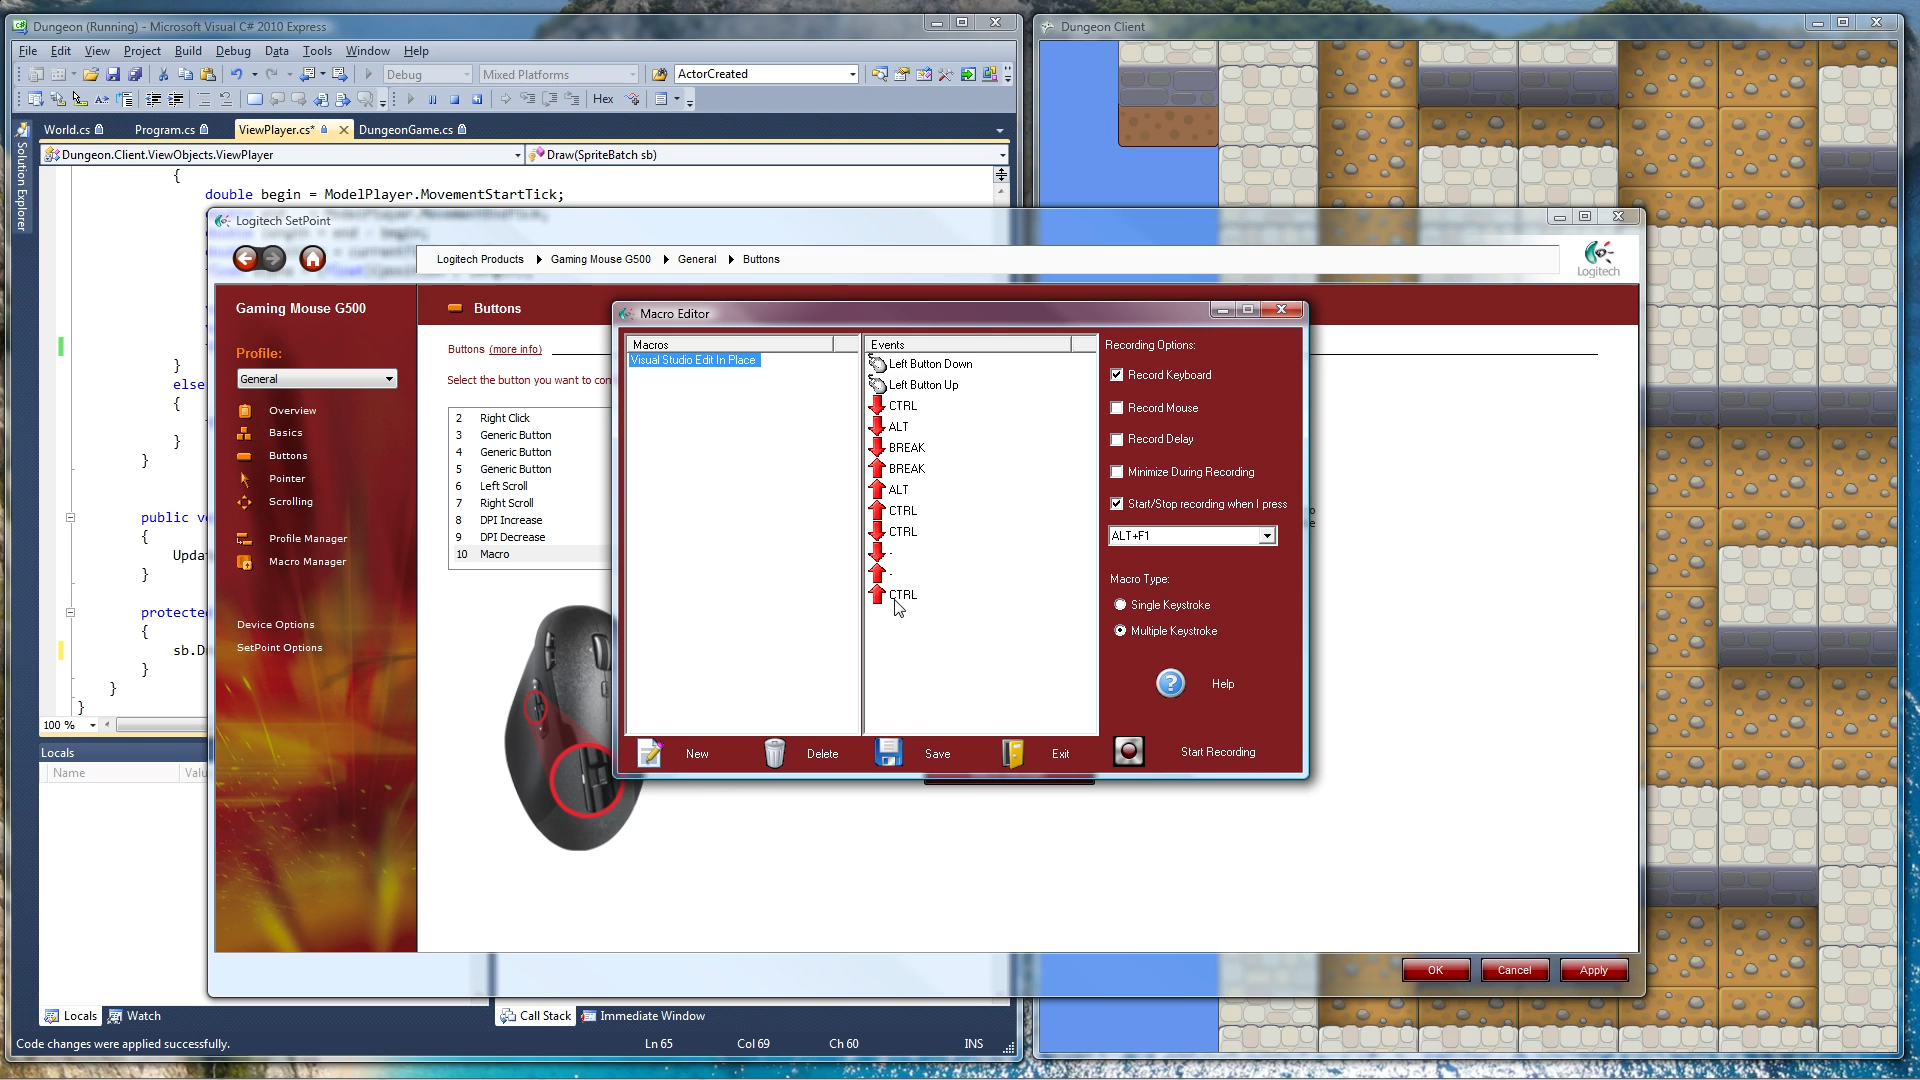 Dungeon (Running) - Microsoft Visual C# 2010 Express
File Edit View Project Build Debug Data Tools Window Help
Debug Mixed Platforms ActorCreated
Hex
World.cs Program.cs ViewPlayer.cs* DungeonGame.cs
Dungeon.Client.ViewObjects.ViewPlayer Draw(SpriteBatch sb)
Solution Explorer
{
double begin = ModelPlayer.MovementStartTick;
}
else
{
}
}
public v
{
Updat
}
protected
{
sb.D
}
}
}
100 %
Locals
Name Valu
Locals Watch
Call Stack Immediate Window
Code changes were applied successfully.
Ln 65 Col 69 Ch 60 INS
Dungeon Client
Logitech SetPoint
Logitech Products Gaming Mouse G500 General Buttons
Logitech
Gaming Mouse G500
Profile:
General
Overview
Basics
Buttons
Pointer
Scrolling
Profile Manager
Macro Manager
Device Options
SetPoint Options
Buttons
Buttons (more info)
Select the button you want to con
2 Right Click
3 Generic Button
4 Generic Button
5 Generic Button
6 Left Scroll
7 Right Scroll
8 DPI Increase
9 DPI Decrease
10 Macro
OK Cancel Apply
Macro Editor
Macros
Visual Studio Edit In Place
Events
Left Button Down
Left Button Up
CTRL
ALT
BREAK
BREAK
ALT
CTRL
CTRL
-
-
CTRL
Recording Options:
Record Keyboard
Record Mouse
Record Delay
Minimize During Recording
Start/Stop recording when I press
ALT+F1
Macro Type:
Single Keystroke
Multiple Keystroke
? Help
New Delete Save Exit Start Recording